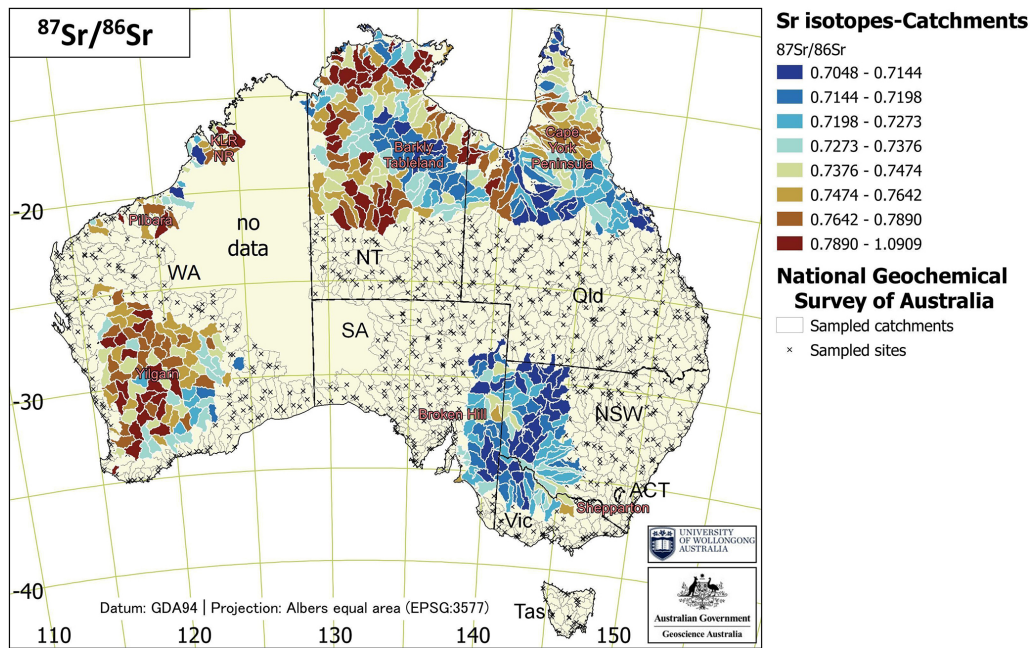 ⁸⁷Sr/⁸⁶Sr
KLR
NR
Barkly
Tableland
Cape
York
Peninsula
-20
Pilbara
no
data
WA
NT
Qld
SA
Yilgarn
-30
Broken Hill
NSW
ACT
Shepparton
Vic
UNIVERSITY
OF WOLLONGONG
AUSTRALIA
-40
Datum: GDA94 | Projection: Albers equal area (EPSG:3577)
Tas
Australian Government
Geoscience Australia
110
120
130
140
150
Sr isotopes-Catchments
87Sr/86Sr
0.7048 - 0.7144
0.7144 - 0.7198
0.7198 - 0.7273
0.7273 - 0.7376
0.7376 - 0.7474
0.7474 - 0.7642
0.7642 - 0.7890
0.7890 - 1.0909
National Geochemical
Survey of Australia
Sampled catchments
Sampled sites